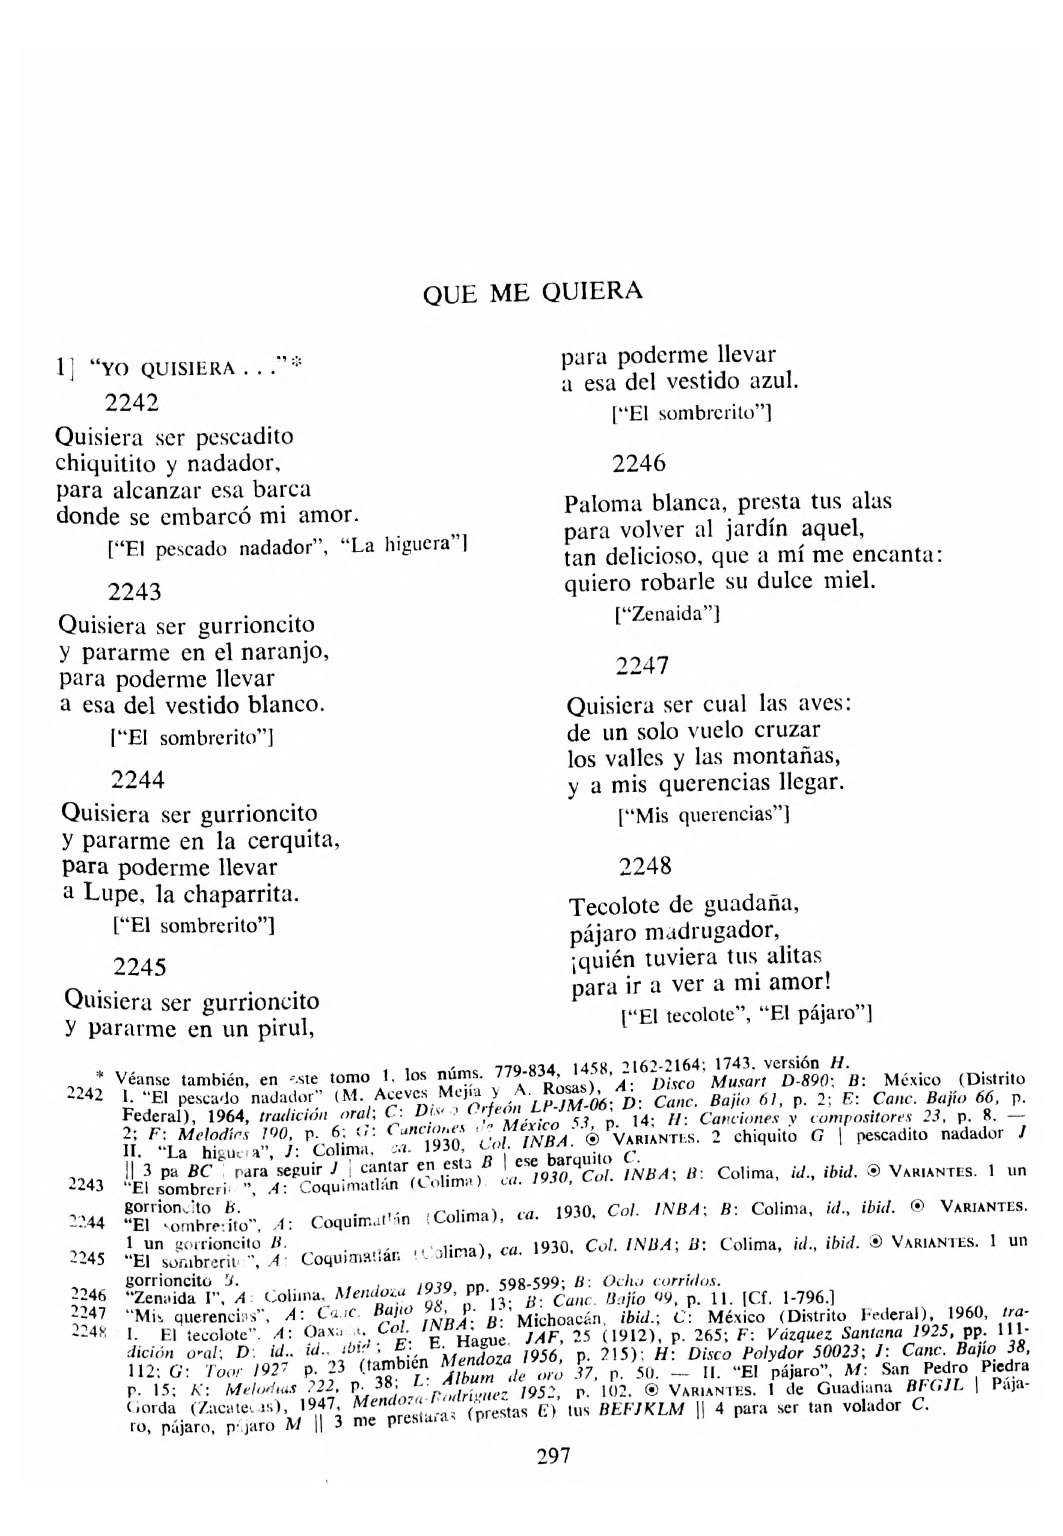 QUE ME QUIERA
1] “YO QUISIERA . . .”*
2242
Quisiera ser pescadito
chiquitito y nadador,
para alcanzar esa barca
donde se embarcó mi amor.
[“El pescado nadador”, “La higuera”]
2243
Quisiera ser gurrioncito
y pararme en el naranjo,
para poderme llevar
a esa del vestido blanco.
[“El sombrerito”]
2244
Quisiera ser gurrioncito
y pararme en la cerquita,
para poderme llevar
a Lupe, la chaparrita.
[“El sombrerito”]
2245
Quisiera ser gurrioncito
y pararme en un pirul,
para poderme llevar
a esa del vestido azul.
[“El sombrerito”]
2246
Paloma blanca, presta tus alas
para volver al jardín aquel,
tan delicioso, que a mí me encanta:
quiero robarle su dulce miel.
[“Zenaida”]
2247
Quisiera ser cual las aves:
de un solo vuelo cruzar
los valles y las montañas,
y a mis querencias llegar.
[“Mis querencias”]
2248
Tecolote de guadaña,
pájaro madrugador,
¡quién tuviera tus alitas
para ir a ver a mi amor!
[“El tecolote”, “El pájaro”]
* Véanse también, en este tomo 1, los núms. 779-834, 1458, 2162-2164; 1743, versión H.
2242 I. “El pescado nadador” (M. Aceves Mejía y A. Rosas), A: Disco Musart D-890; B: México (Distrito
Federal), 1964, tradición oral; C: Disco Orfeón LP-JM-06; D: Canc. Bajío 61, p. 2; E: Canc. Bajío 66, p.
2; F: Melodías 190, p. 6; G: Canciones de México 53, p. 14; H: Canciones y compositores 23, p. 8. —
II. “La higuera”, J: Colima, ca. 1930, Col. INBA. ⦿ VARIANTES. 2 chiquito G | pescadito nadador J
|| 3 pa BC | para seguir J | cantar en esta B | ese barquito C.
2243 “El sombrerito”, A: Coquimatlán (Colima), ca. 1930, Col. INBA; B: Colima, id., ibid. ⦿ VARIANTES. 1 un
gorrioncito B.
2244 “El sombrerito”, A: Coquimatlán (Colima), ca. 1930, Col. INBA; B: Colima, id., ibid. ⦿ VARIANTES.
1 un gorrioncito B.
2245 “El sombrerito”, A: Coquimatlán (Colima), ca. 1930, Col. INBA; B: Colima, id., ibid. ⦿ VARIANTES. 1 un
gorrioncito B.
2246 “Zenaida I”, A: Colima, Mendoza 1939, pp. 598-599; B: Ocho corridos.
2247 “Mis querencias”, A: Canc. Bajío 98, p. 13; B: Canc. Bajío 99, p. 11. [Cf. 1-796.]
2248 I. El tecolote”. A: Oaxaca, Col. INBA; B: Michoacán, ibid.; C: México (Distrito Federal), 1960, tra-
dición oral; D: id., id., ibid.; E: E. Hague, JAF, 25 (1912), p. 265; F: Vázquez Santana 1925, pp. 111-
112; G: Toor 1927 p. 23 (también Mendoza 1956, p. 215); H: Disco Polydor 50023; J: Canc. Bajío 38,
p. 15; K: Melodías 222, p. 38; L: Álbum de oro 37, p. 50. — II. “El pájaro”, M: San Pedro Piedra
Gorda (Zacatecas), 1947, Mendoza-Rodríguez 1952, p. 102. ⦿ VARIANTES. 1 de Guadiana BFGJL | Pája-
ro, pájaro, pájaro M || 3 me prestaras (prestas E) tus BEFJKLM || 4 para ser tan volador C.
297